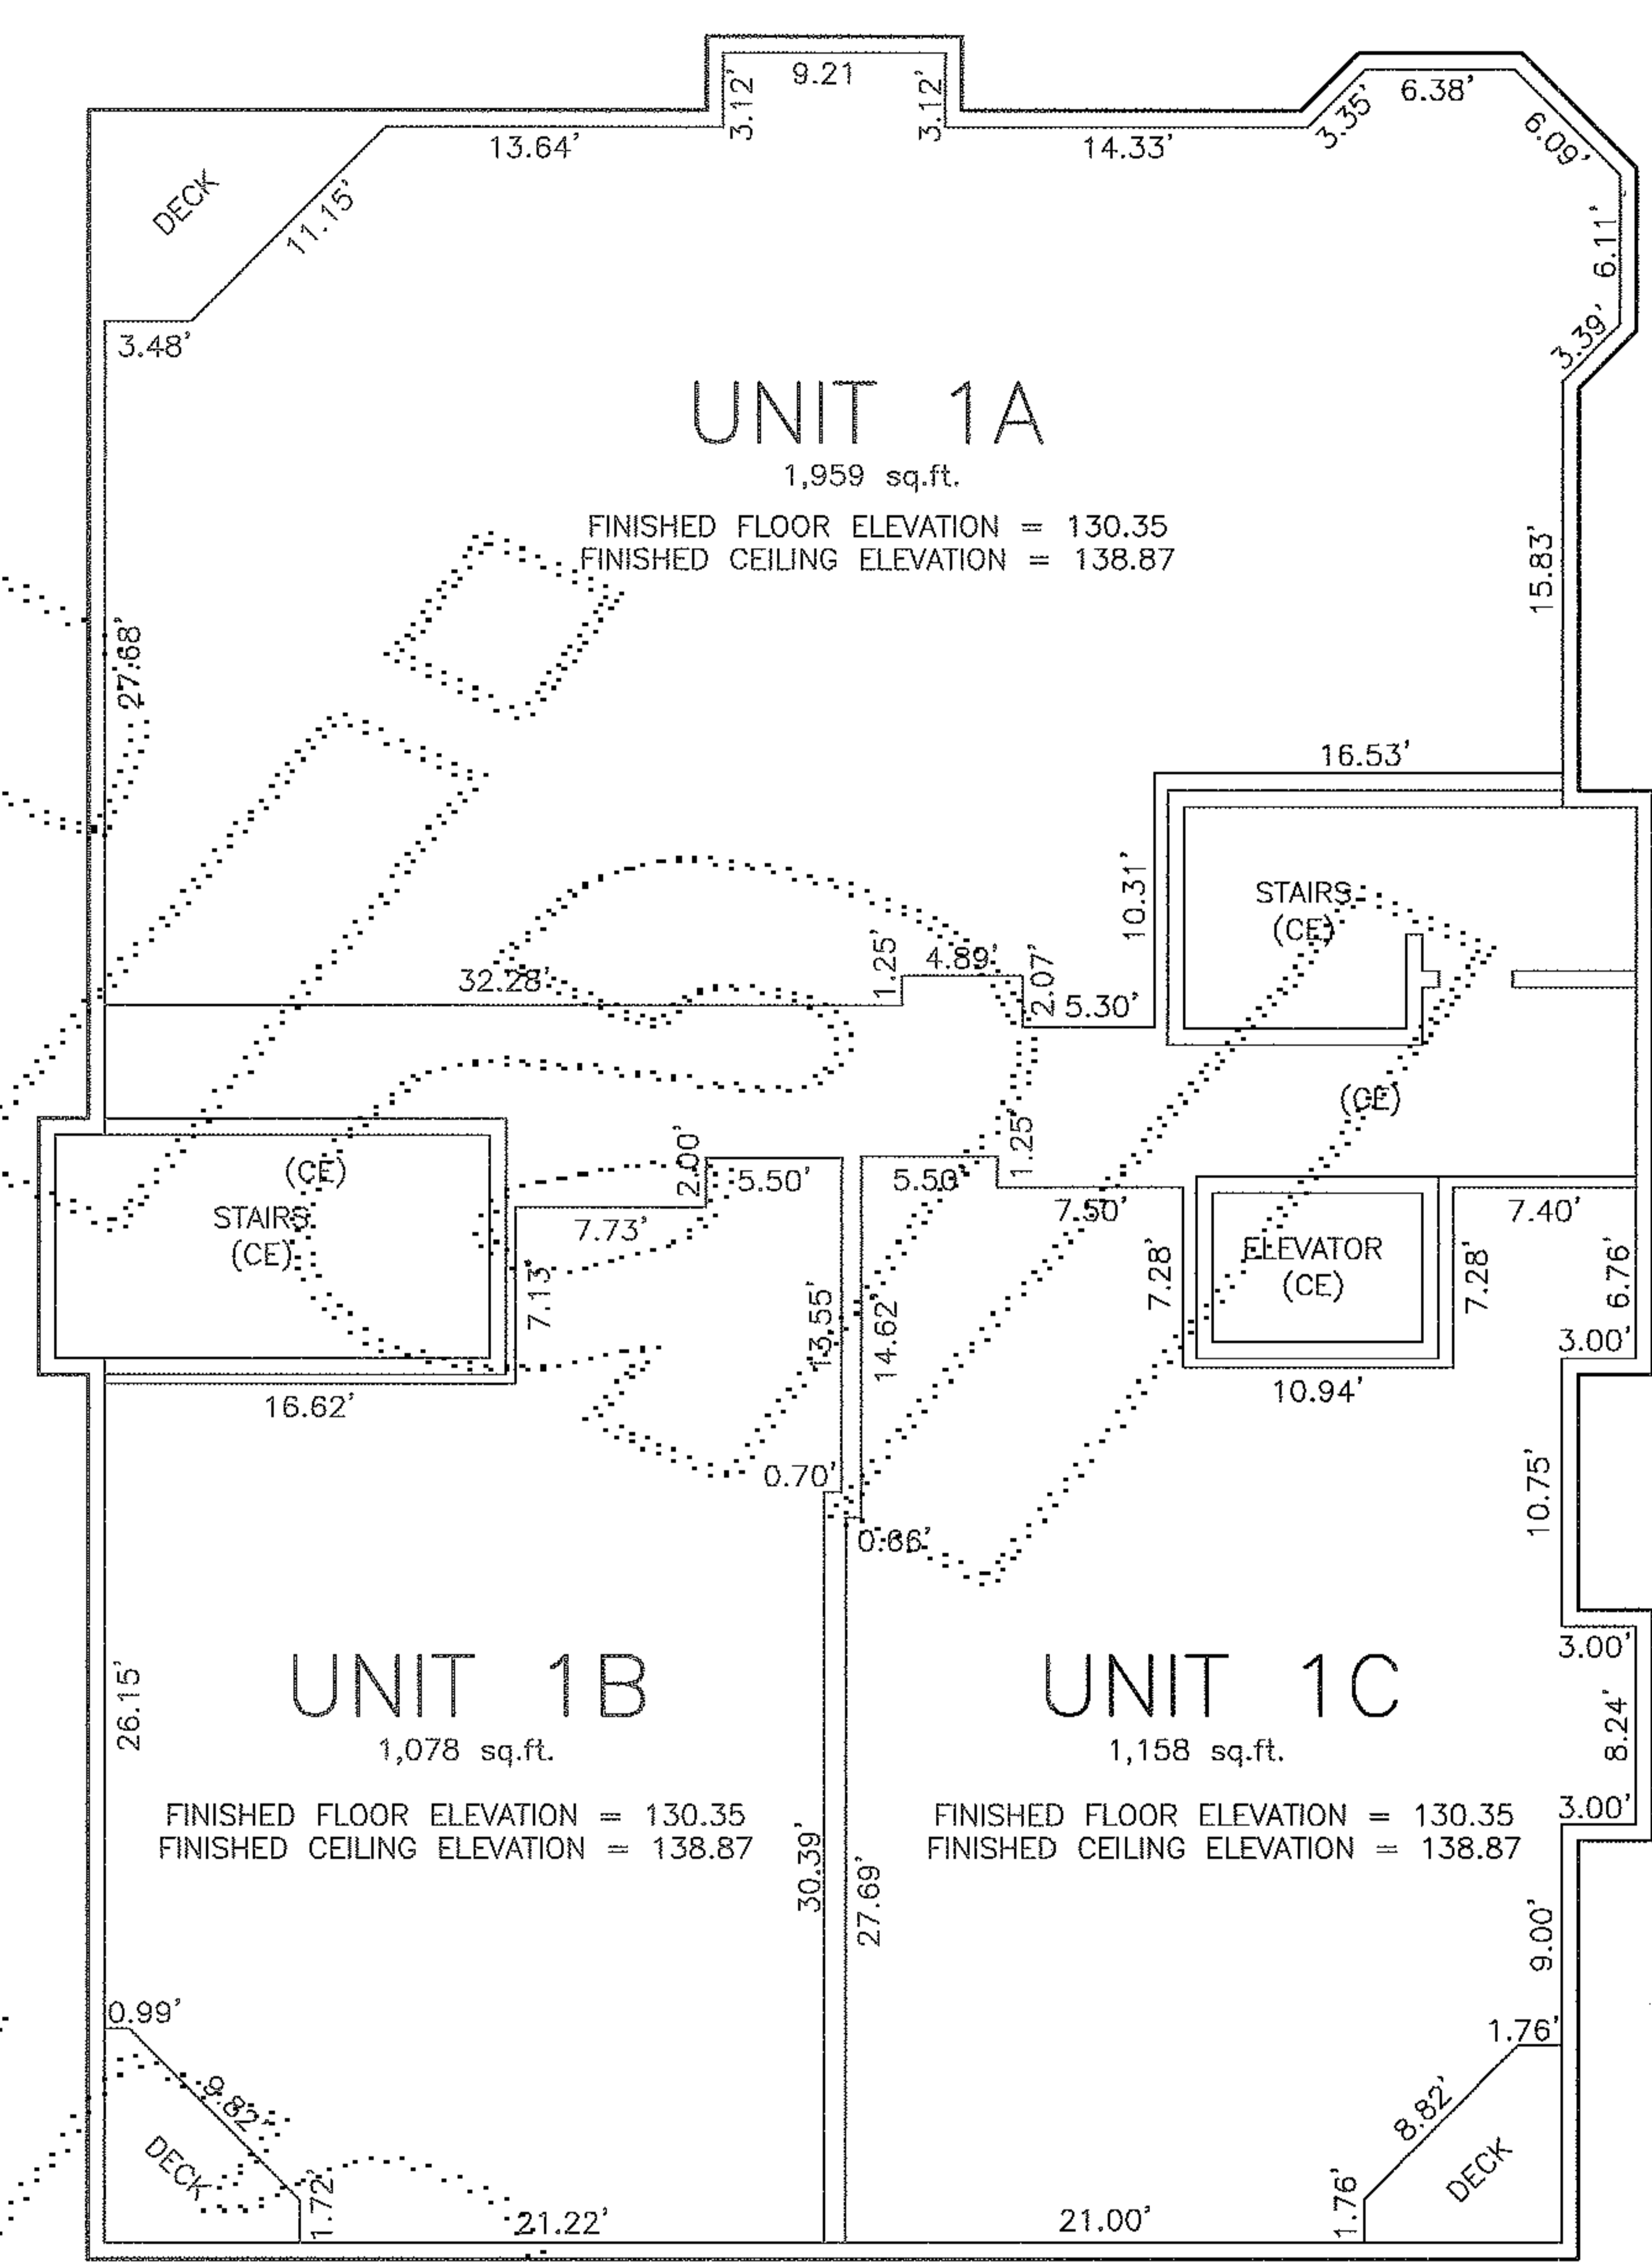 9.21
3.12'
3.12'
6.38'
3.35'
6.09'
13.64'
14.33'
DECK
11.15'
6.11'
3.48'
3.39'
UNIT 1A
1,959 sq.ft.
FINISHED FLOOR ELEVATION = 130.35
FINISHED CEILING ELEVATION = 138.87
15.83'
27.68'
16.53'
10.31'
STAIRS
(CE)
32.28'
1.25'
4.89'
2.07'
5.30'
(CE)
(CE)
STAIRS
(CE)
2.00'
5.50'
5.50'
1.25'
7.73'
7.50'
7.40'
7.13'
7.28'
ELEVATOR
(CE)
7.28'
6.76'
13.55'
14.62'
3.00'
16.62'
10.94'
0.70'
0.66'
10.75'
UNIT 1B
1,078 sq.ft.
FINISHED FLOOR ELEVATION = 130.35
FINISHED CEILING ELEVATION = 138.87
26.15'
30.39'
27.69'
UNIT 1C
1,158 sq.ft.
FINISHED FLOOR ELEVATION = 130.35
FINISHED CEILING ELEVATION = 138.87
3.00'
8.24'
3.00'
9.00'
0.99'
9.82'
DECK
1.72'
21.22'
21.00'
1.76'
8.82'
DECK
1.76'